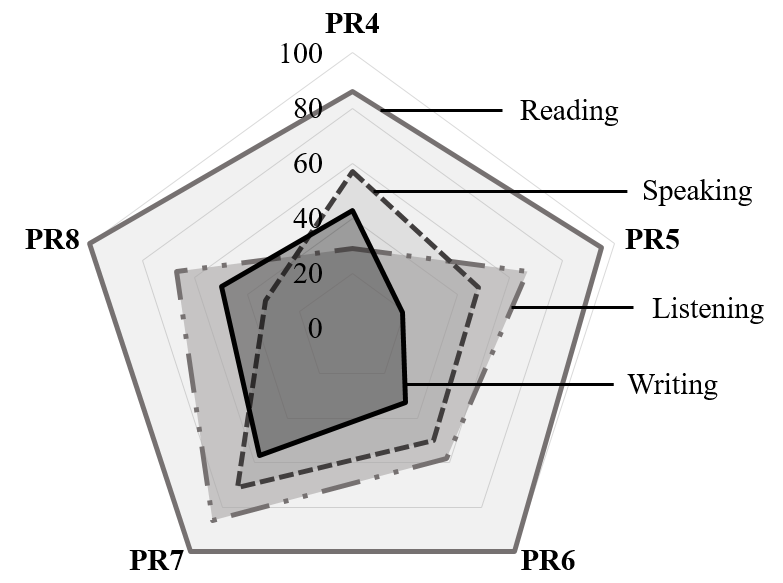 PR4
100
80
Reading
60
Speaking
40
PR8
PR5
20
Listening
0
Writing
PR7
PR6